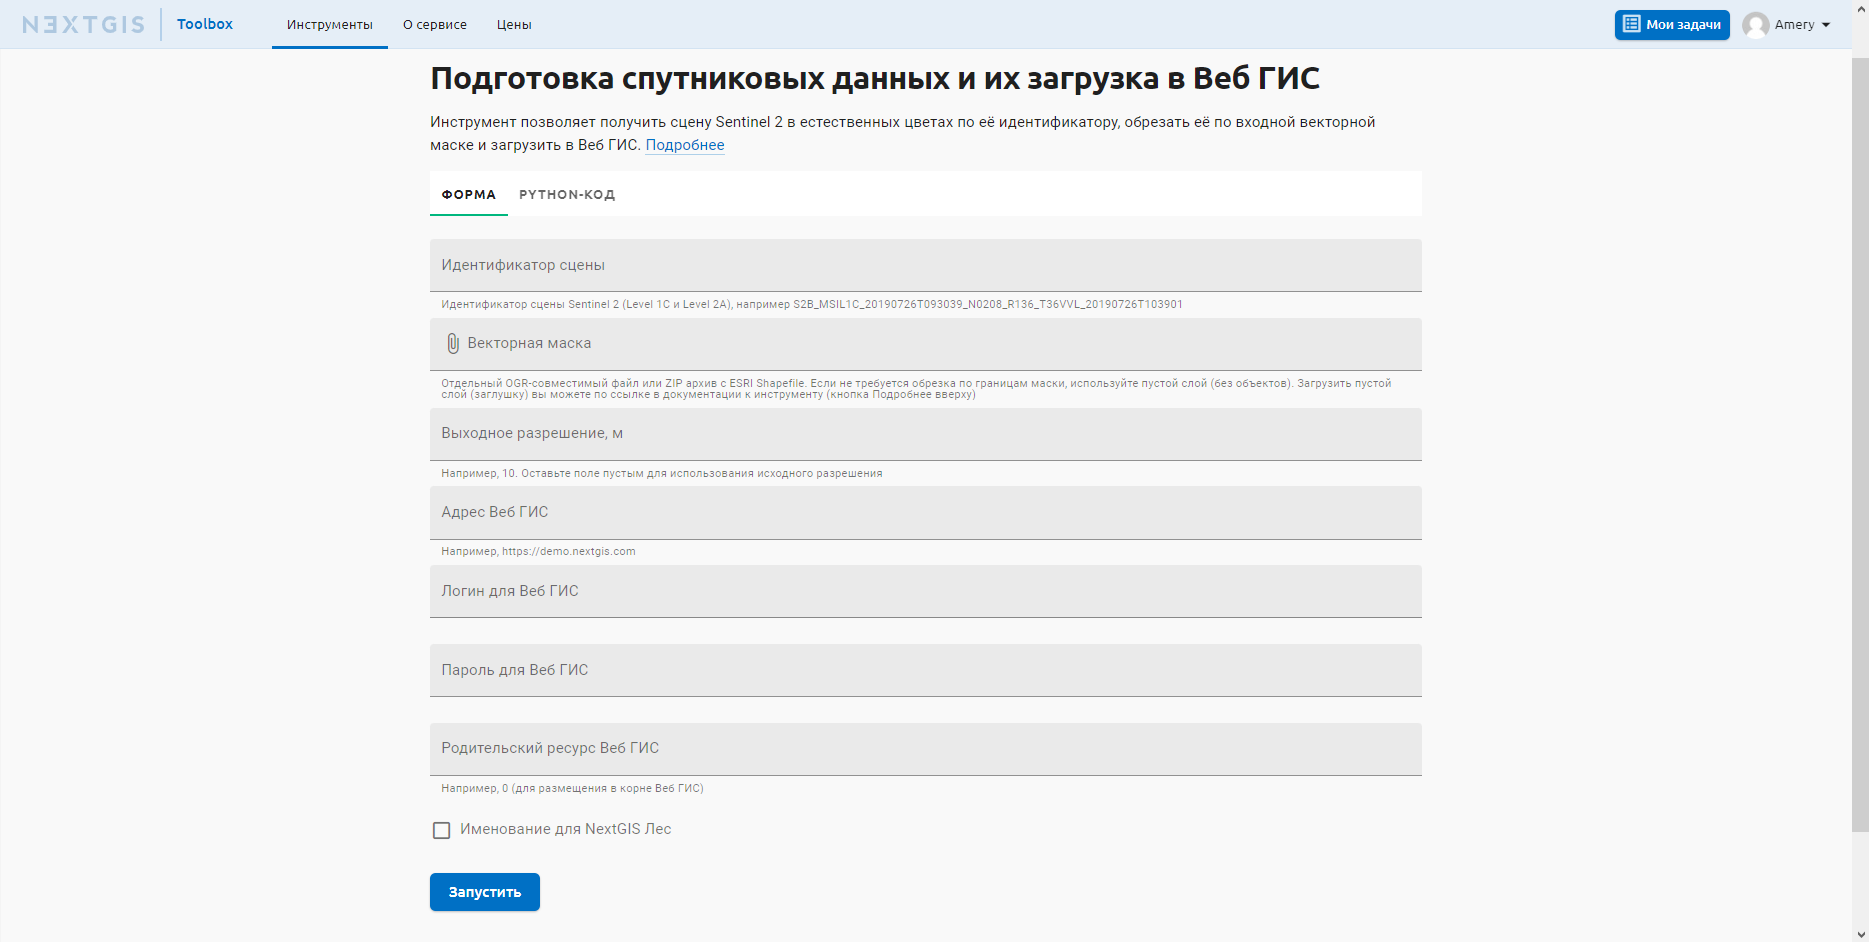 NEXTGIS Toolbox Инструменты О сервисе Цены Мои задачи Amery
Подготовка спутниковых данных и их загрузка в Веб ГИС
Инструмент позволяет получить сцену Sentinel 2 в естественных цветах по её идентификатору, обрезать её по входной векторной
маске и загрузить в Веб ГИС. Подробнее
ФОРМА PYTHON-КОД
Идентификатор сцены
Идентификатор сцены Sentinel 2 (Level 1C и Level 2A), например S2B_MSIL1C_20190726T093039_N0208_R136_T36VVL_20190726T103901
Векторная маска
Отдельный OGR-совместимый файл или ZIP архив с ESRI Shapefile. Если не требуется обрезка по границам маски, используйте пустой слой (без объектов). Загрузить пустой
слой (заглушку) вы можете по ссылке в документации к инструменту (кнопка Подробнее вверху)
Выходное разрешение, м
Например, 10. Оставьте поле пустым для использования исходного разрешения
Адрес Веб ГИС
Например, https://demo.nextgis.com
Логин для Веб ГИС
Пароль для Веб ГИС
Родительский ресурс Веб ГИС
Например, 0 (для размещения в корне Веб ГИС)
Именование для NextGIS Лес
Запустить